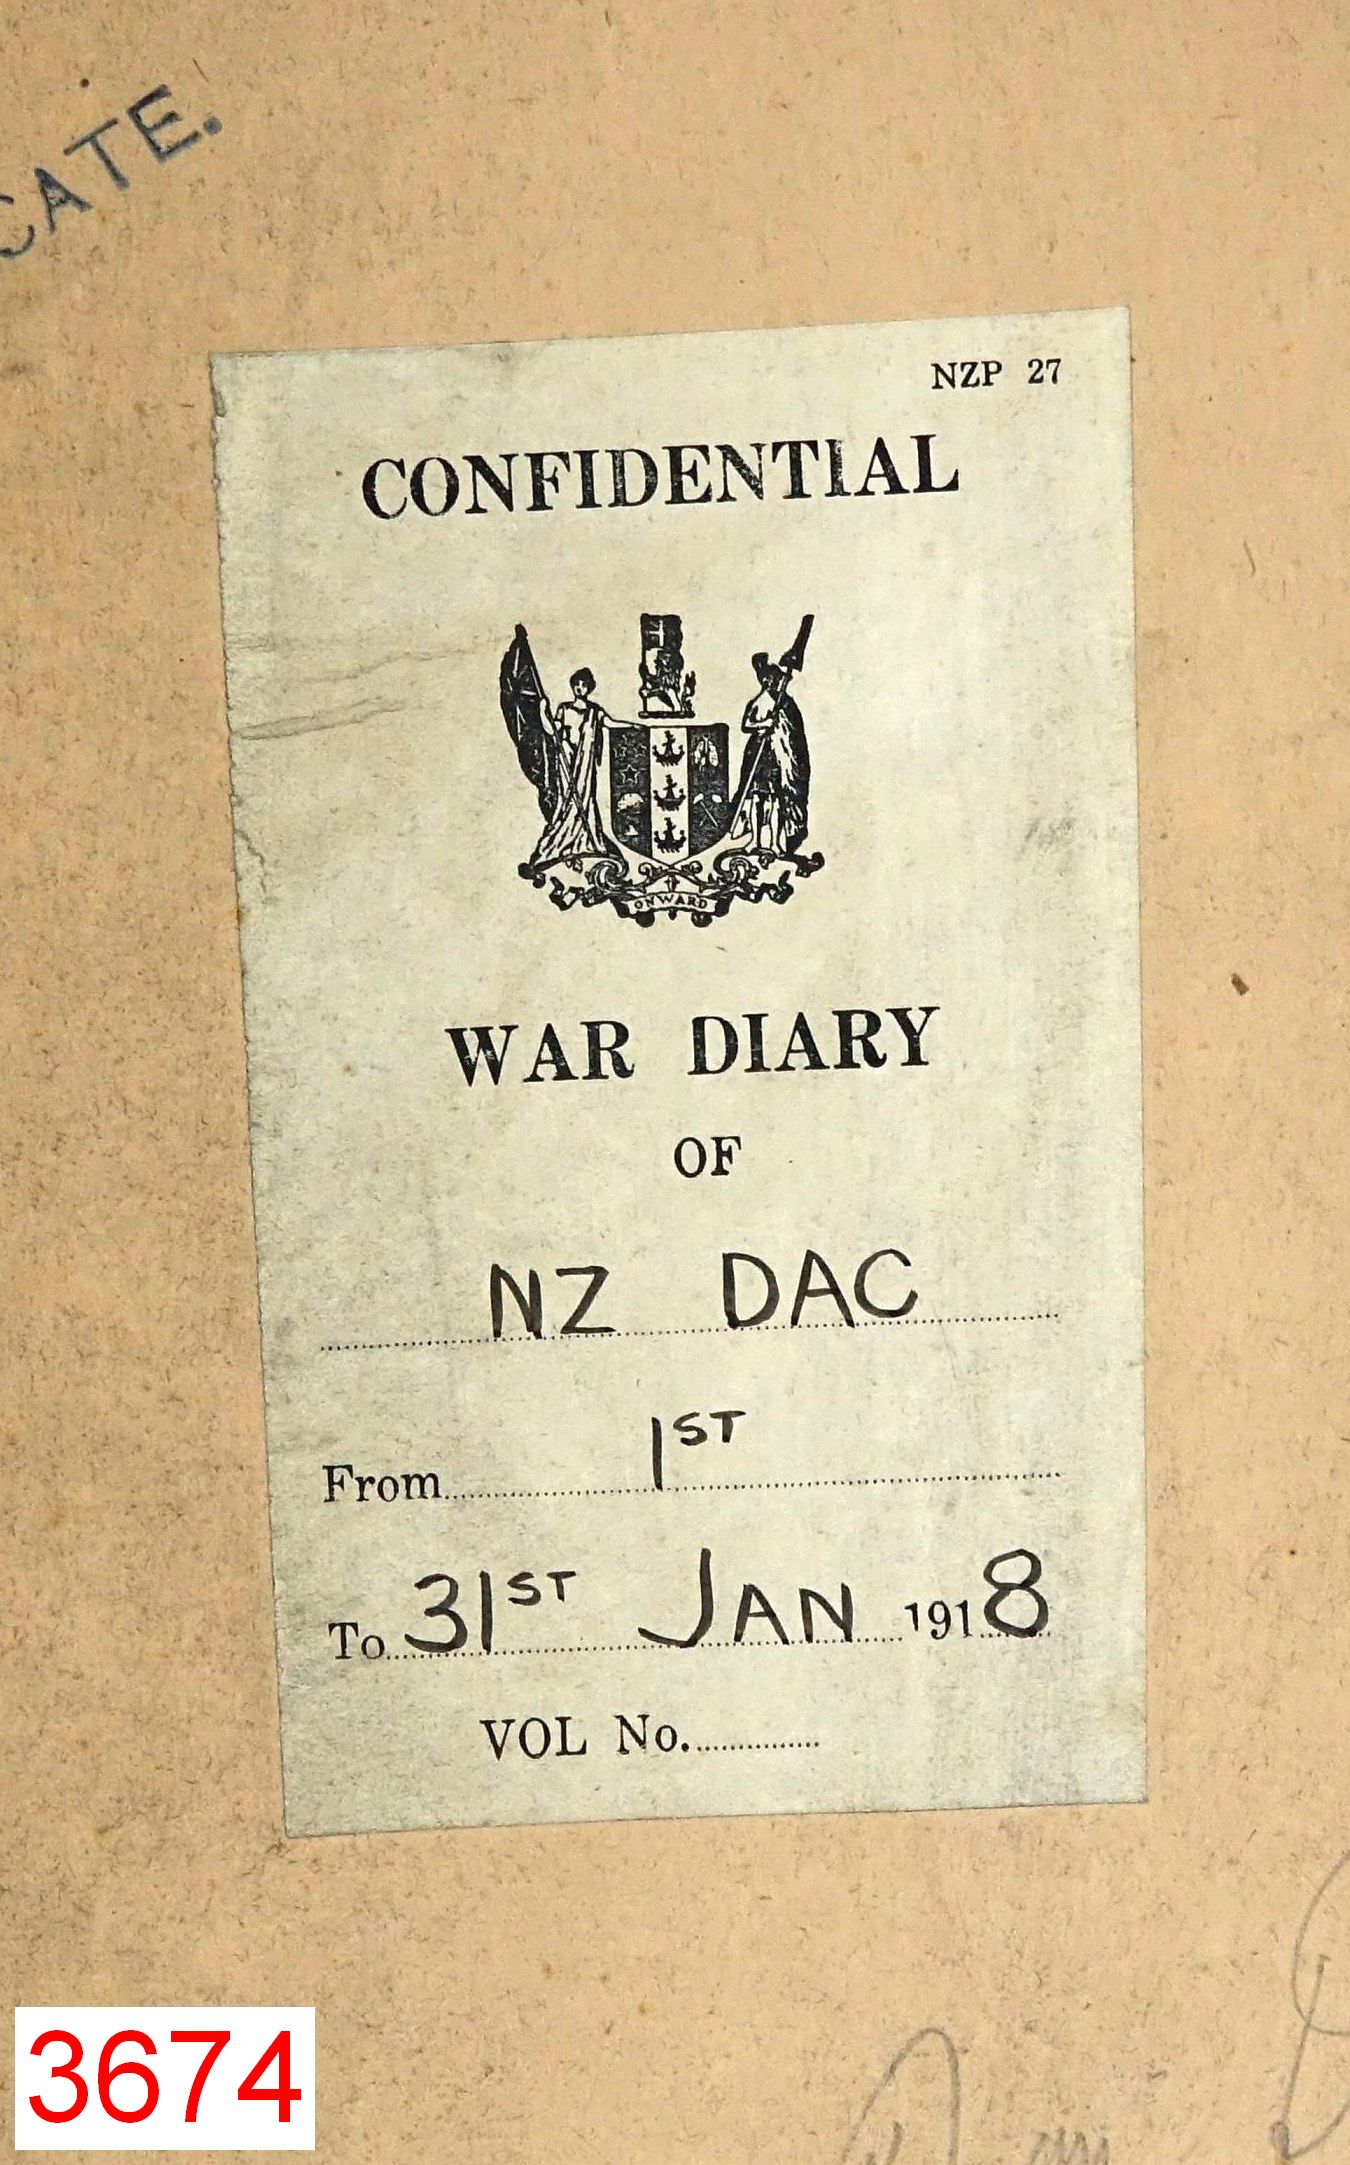 CATE.
NZP 27
CONFIDENTIAL
ONWARD
WAR DIARY
OF
NZ DAC
From 1ST
To 31ST JAN 1918
VOL No.
3674